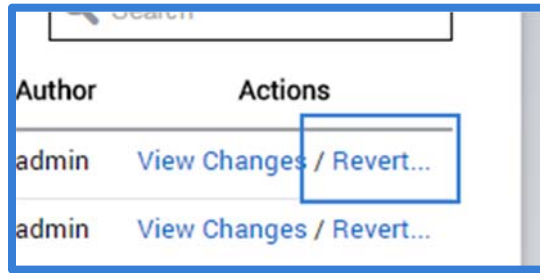 Search
Author Actions
admin View Changes / Revert...
admin View Changes / Revert...